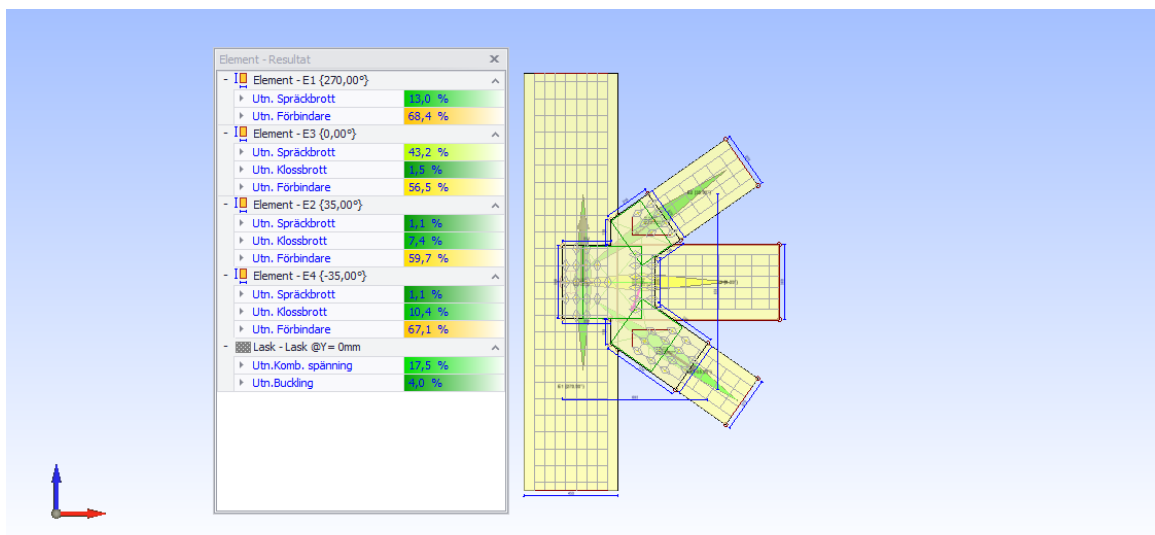 Element - Resultat
Element - E1 {270,00°}
Utn. Spräckbrott 13,0 %
Utn. Förbindare 68,4 %
Element - E3 {0,00°}
Utn. Spräckbrott 43,2 %
Utn. Klossbrott 1,5 %
Utn. Förbindare 56,5 %
Element - E2 {35,00°}
Utn. Spräckbrott 1,1 %
Utn. Klossbrott 7,4 %
Utn. Förbindare 59,7 %
Element - E4 {-35,00°}
Utn. Spräckbrott 1,1 %
Utn. Klossbrott 10,4 %
Utn. Förbindare 67,1 %
Lask - Lask @Y= 0mm
Utn.Komb. spänning 17,5 %
Utn.Buckling 4,0 %